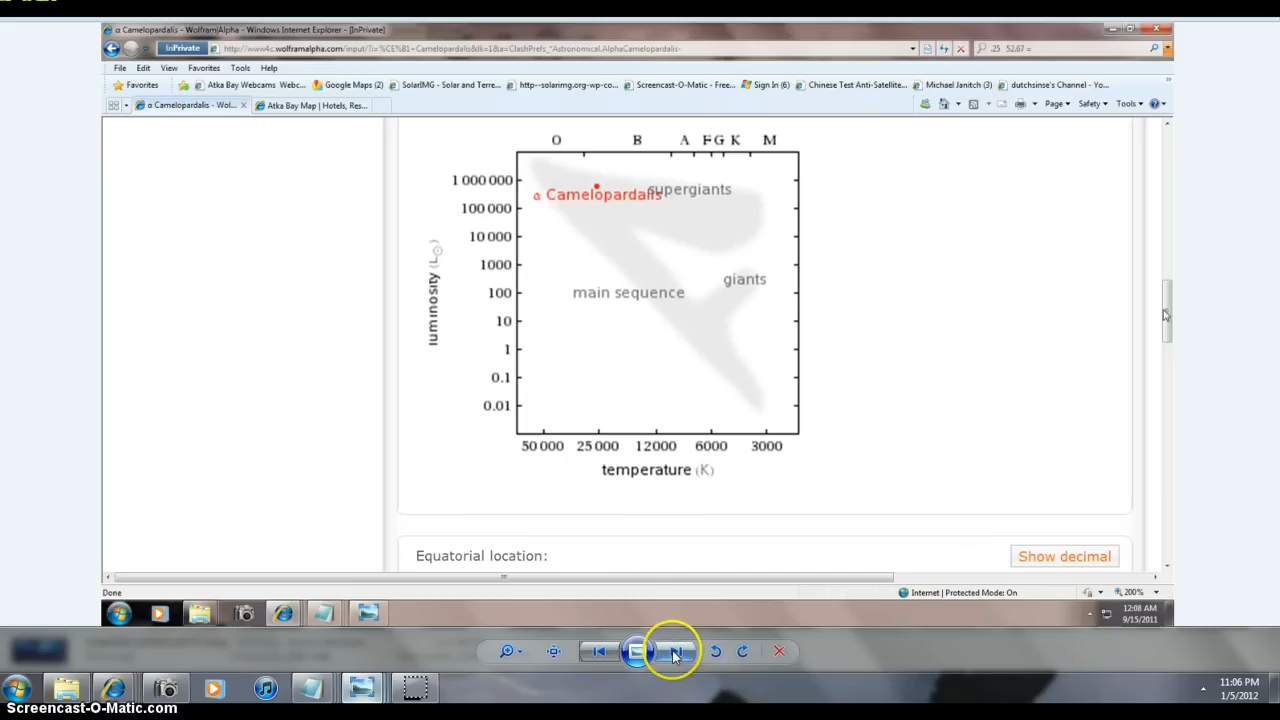 α Camelopardalis - Wolfram|Alpha - Windows Internet Explorer - [InPrivate]
InPrivate
.25 52.67 =
File Edit View Favorites Tools Help
Favorites Atka Bay Webcams Webc... Google Maps (2) SolarIMG - Solar and Terre... http--solarimg.org-wp-co... Screencast-O-Matic - Free... Sign In (6) Chinese Test Anti-Satellite... Michael Janitch (3) dutchsinse's Channel - Yo...
α Camelopardalis - Wol... Atka Bay Map | Hotels, Res... Page Safety Tools
O B A F G K M
1 000 000
α Camelopardalis supergiants
100 000
10 000
1000
giants
100
main sequence
10
1
0.1
0.01
luminosity (L☉)
50 000 25 000 12 000 6000 3000
temperature (K)
Equatorial location: Show decimal
Done Internet | Protected Mode: On 200%
12:08 AM
9/15/2011
11:06 PM
1/5/2012
Screencast-O-Matic.com